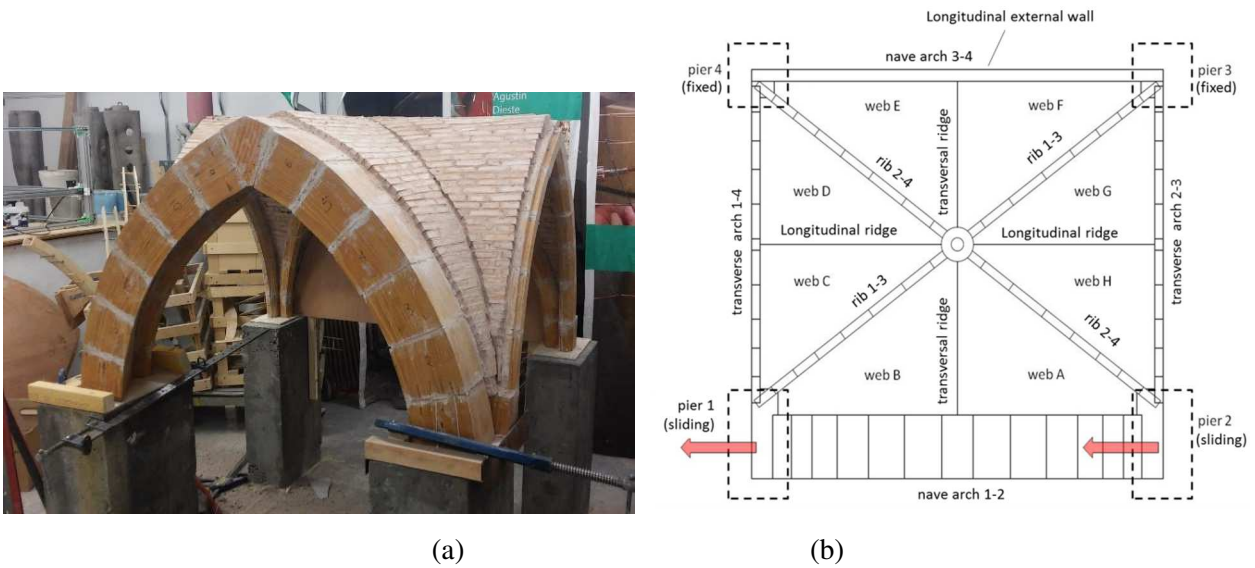 Agustin
Dieste
(a)
Longitudinal external wall
nave arch 3-4
pier 4
(fixed)
pier 3
(fixed)
web E
web F
transversal ridge
rib 2-4
rib 1-3
web D
web G
transverse arch 1-4
Longitudinal ridge
Longitudinal ridge
transverse arch 2-3
web C
web H
rib 1-3
rib 2-4
transversal ridge
web B
web A
pier 1
(sliding)
pier 2
(sliding)
nave arch 1-2
(b)